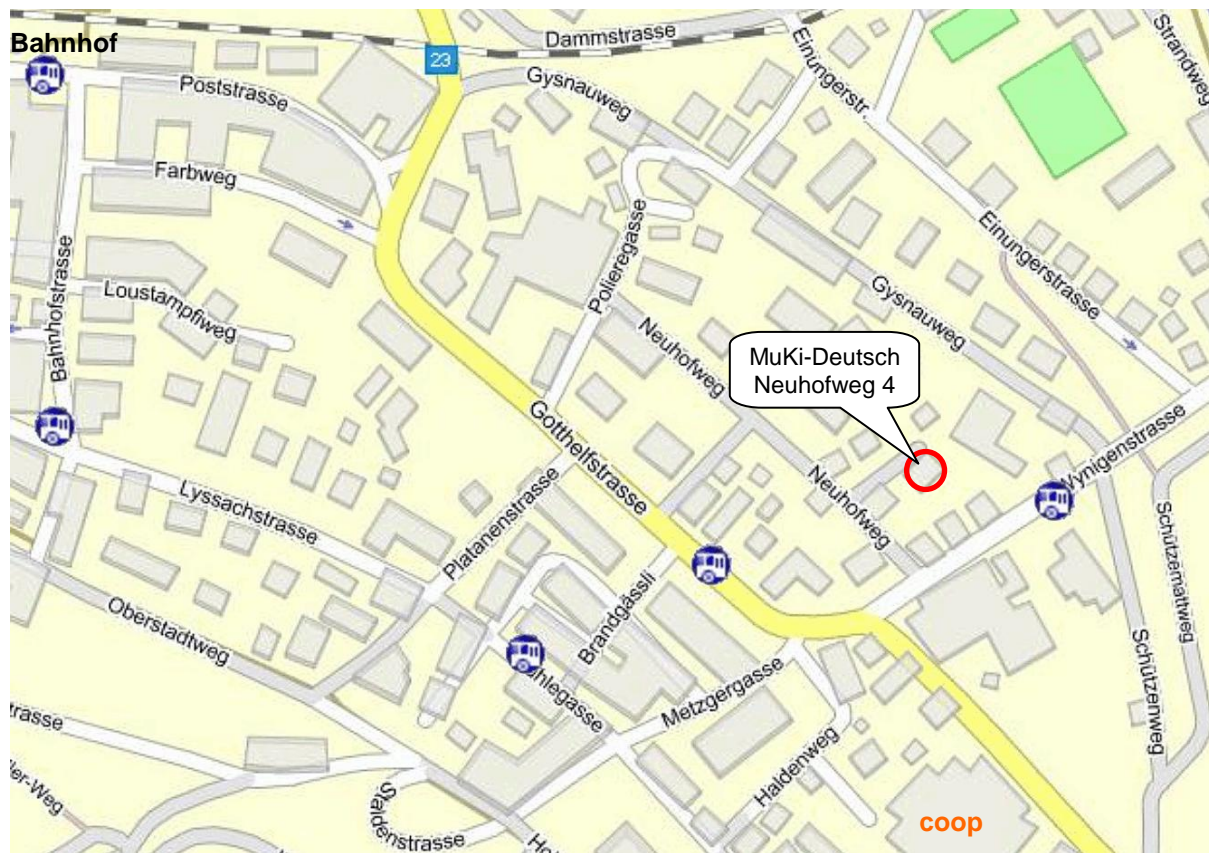 Bahnhof
23
Dammstrasse
Einungerstr.
Strandweg
Poststrasse
Gysnauweg
Farbweg
Einungerstrasse
Polieregasse
Bahnhofstrasse
Loustampfiweg
Gysnauweg
Neuhofweg
MuKi-Deutsch
Neuhofweg 4
Gotthelfstrasse
Wynigenstrasse
Lyssachstrasse
Neuhofweg
Platanenstrasse
Schützemattweg
Oberstadtweg
Brandgässli
Schützenweg
Metzgergasse
Haldenweg
Staldenstrasse
coop